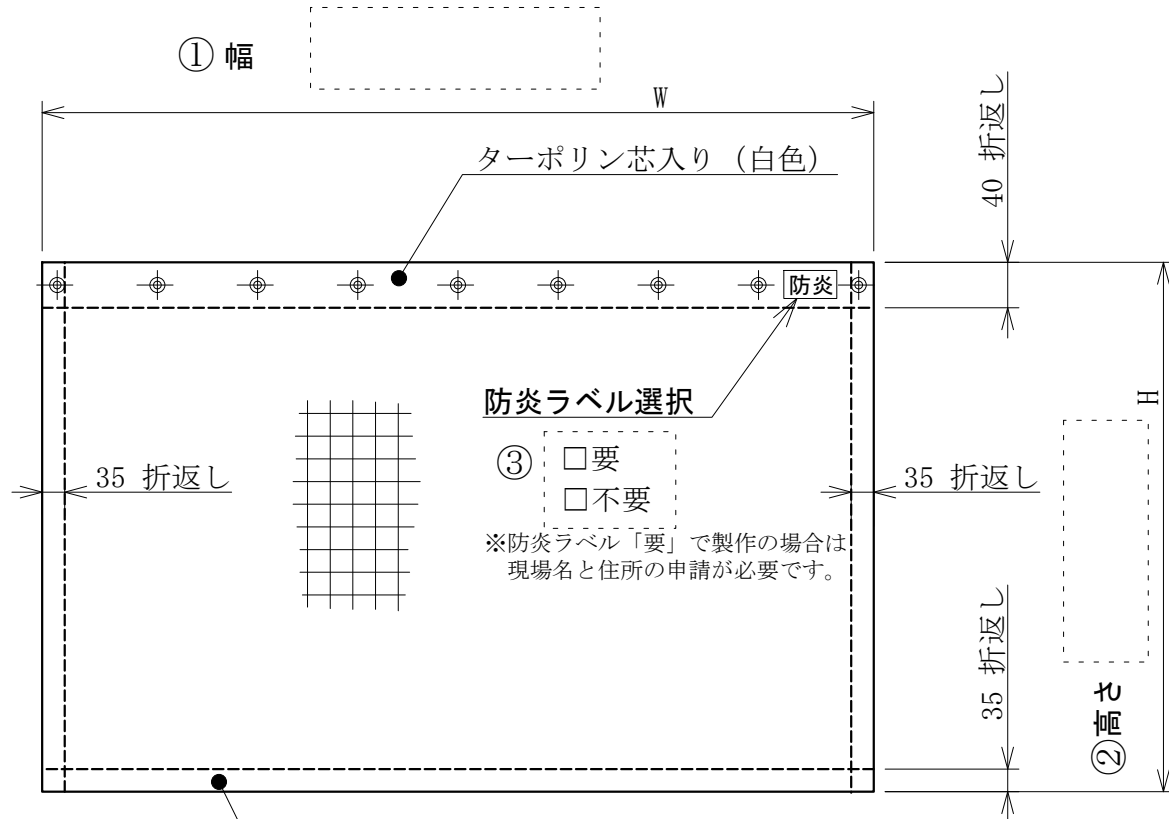 ①幅
W
ターポリン芯入り（白色）
40 折返し
防炎
防炎ラベル選択
③
□要
□不要
※防炎ラベル「要」で製作の場合は
現場名と住所の申請が必要です。
35 折返し
35 折返し
H
②高さ
35 折返し